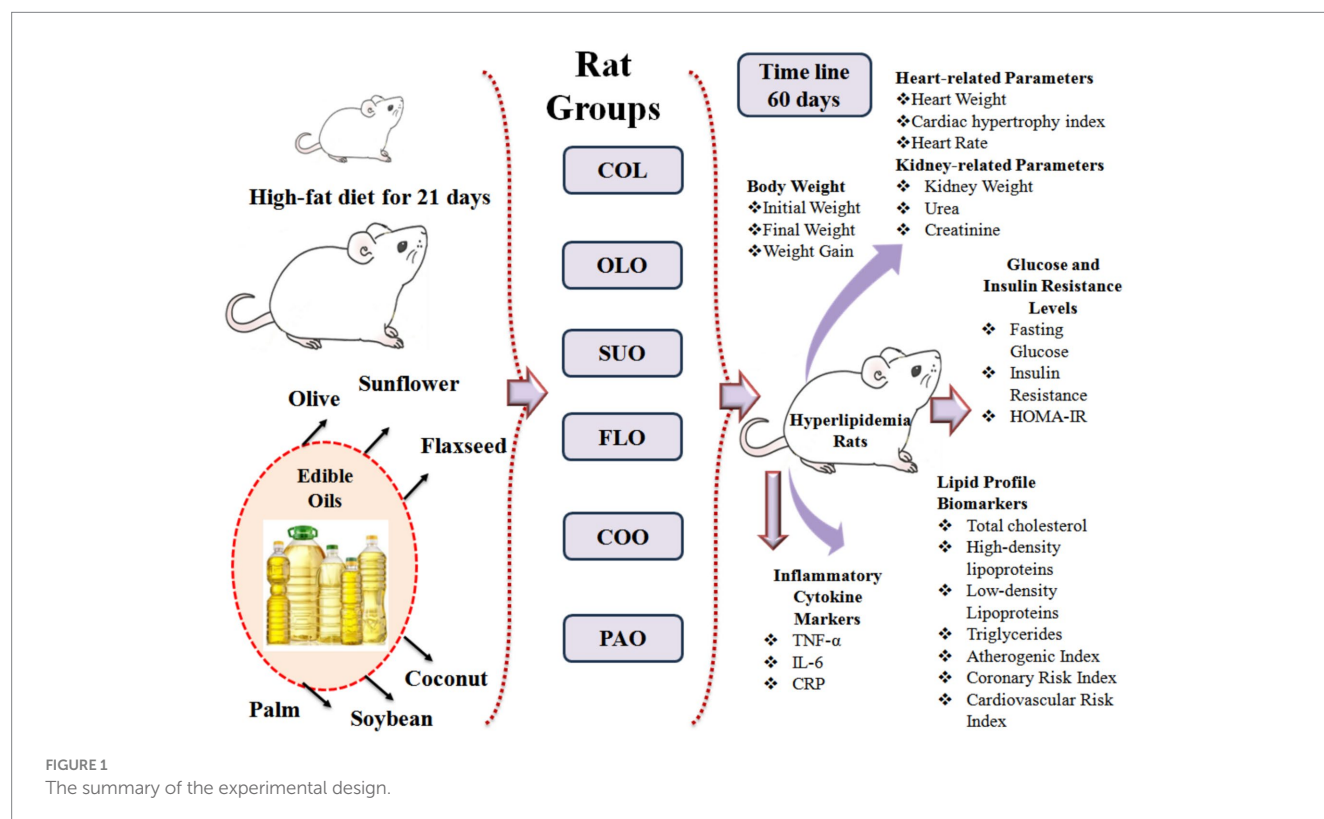 High-fat diet for 21 days
Olive
Sunflower
Flaxseed
Edible
Oils
Coconut
Soybean
Palm
Rat
Groups
COL
OLO
SUO
FLO
COO
PAO
Time line
60 days
Body Weight
❖Initial Weight
❖Final Weight
❖Weight Gain
Heart-related Parameters
❖Heart Weight
❖Cardiac hypertrophy index
❖Heart Rate
Kidney-related Parameters
❖ Kidney Weight
❖ Urea
❖ Creatinine
Glucose and
Insulin Resistance
Levels
❖ Fasting
Glucose
❖ Insulin
Resistance
❖ HOMA-IR
Hyperlipidemia
Rats
Inflammatory
Cytokine
Markers
❖ TNF-α
❖ IL-6
❖ CRP
Lipid Profile
Biomarkers
❖ Total cholesterol
❖ High-density
lipoproteins
❖ Low-density
Lipoproteins
❖ Triglycerides
❖ Atherogenic Index
❖ Coronary Risk Index
❖ Cardiovascular Risk
Index
FIGURE 1
The summary of the experimental design.